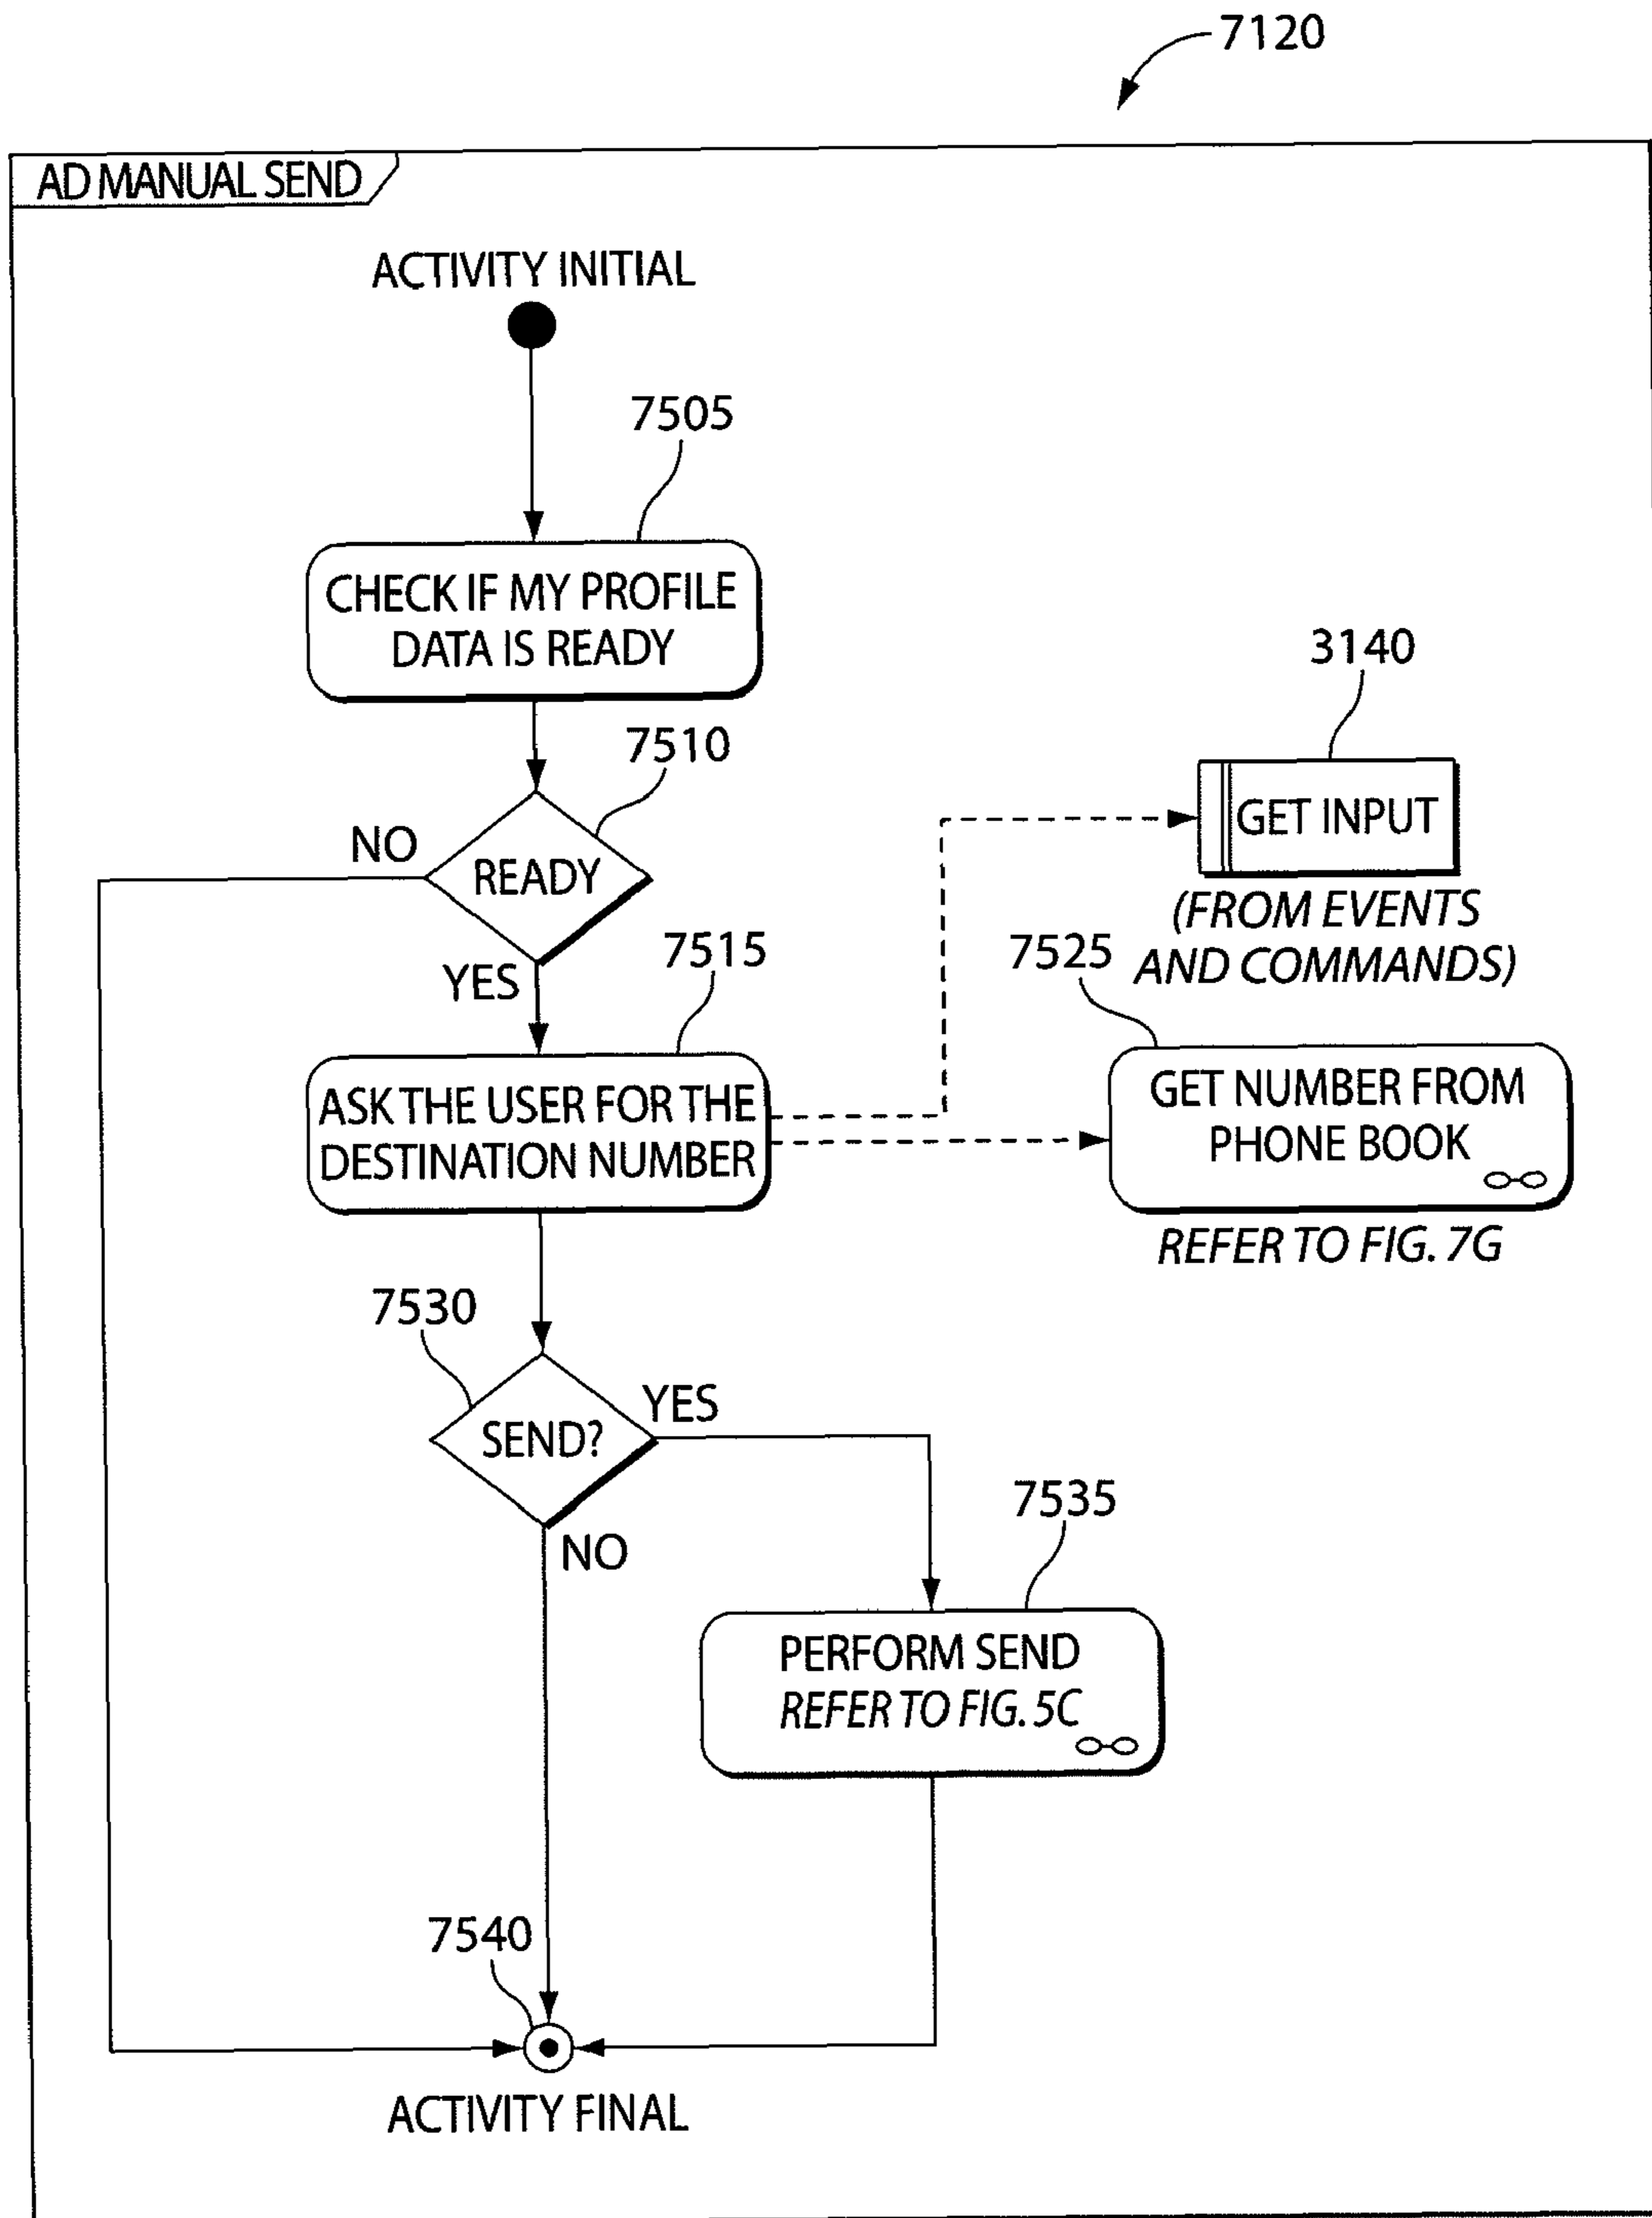 7120
AD MANUAL SEND
ACTIVITY INITIAL
7505
CHECK IF MY PROFILE
DATA IS READY
3140
7510
GET INPUT
NO
READY
(FROM EVENTS
AND COMMANDS)
7515
7525
YES
ASK THE USER FOR THE
DESTINATION NUMBER
GET NUMBER FROM
PHONE BOOK
REFER TO FIG. 7G
7530
YES
SEND?
7535
NO
PERFORM SEND
REFER TO FIG. 5C
7540
ACTIVITY FINAL